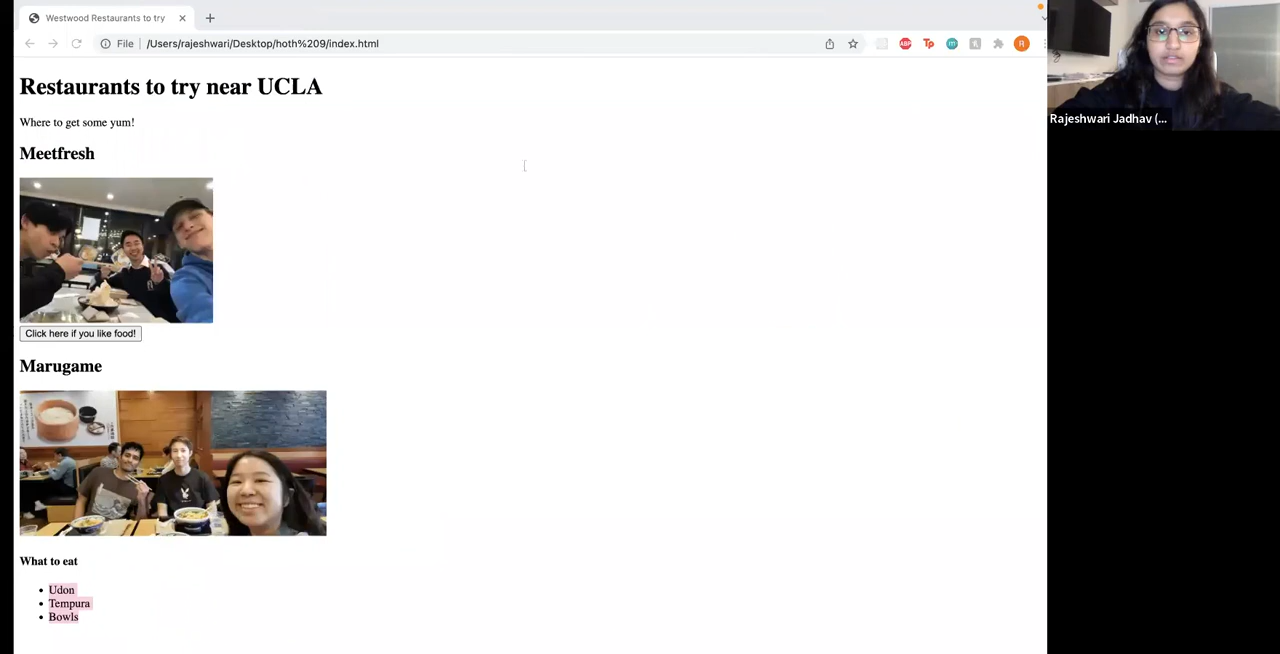 Westwood Restaurants to try
File
/Users/rajeshwari/Desktop/hoth%209/index.html
ABP
Tp
m
R
Restaurants to try near UCLA
Where to get some yum!
Meetfresh
Click here if you like food!
Marugame
What to eat
Udon
Tempura
Bowls
Rajeshwari Jadhav (...